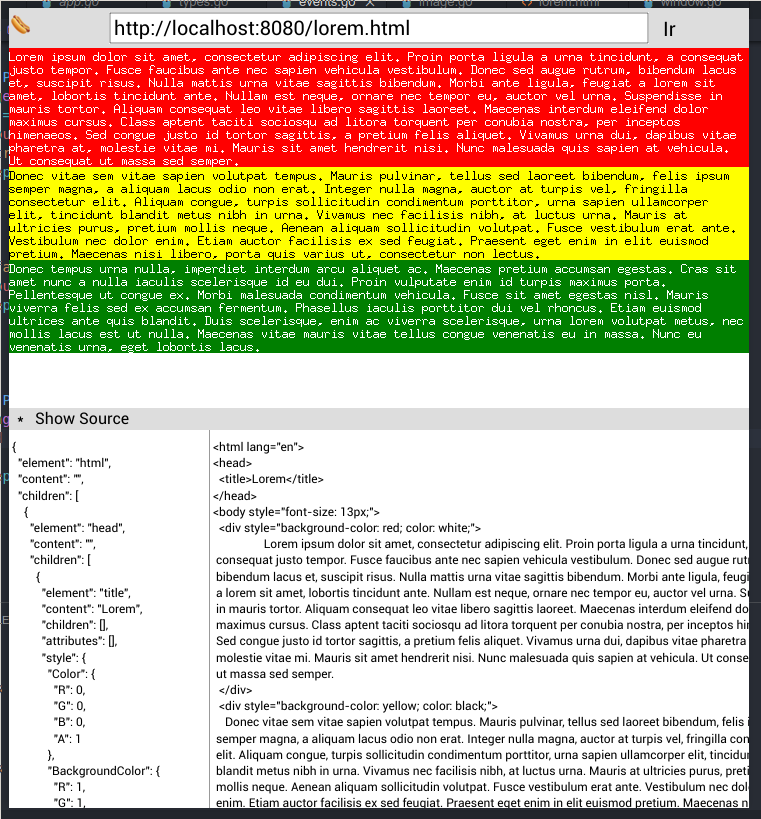 app.go types.go events.go image.go lorem.html window.go
http://localhost:8080/lorem.html Ir
Lorem ipsum dolor sit amet, consectetur adipiscing elit. Proin porta ligula a urna tincidunt, a consequat
justo tempor. Fusce faucibus ante nec sapien vehicula vestibulum. Donec sed augue rutrum, bibendum lacus
et, suscipit risus. Nulla mattis urna vitae sagittis bibendum. Morbi ante ligula, feugiat a lorem sit
amet, lobortis tincidunt ante. Nullam est neque, ornare nec tempor eu, auctor vel urna. Suspendisse in
mauris tortor. Aliquam consequat leo vitae libero sagittis laoreet. Maecenas interdum eleifend dolor
maximus cursus. Class aptent taciti sociosqu ad litora torquent per conubia nostra, per inceptos
himenaeos. Sed congue justo id tortor sagittis, a pretium felis aliquet. Vivamus urna dui, dapibus vitae
pharetra at, molestie vitae mi. Mauris sit amet hendrerit nisi. Nunc malesuada quis sapien at vehicula.
Ut consequat ut massa sed semper.
Donec vitae sem vitae sapien volutpat tempus. Mauris pulvinar, tellus sed laoreet bibendum, felis ipsum
semper magna, a aliquam lacus odio non erat. Integer nulla magna, auctor at turpis vel, fringilla
consectetur elit. Aliquam congue, turpis sollicitudin condimentum porttitor, urna sapien ullamcorper
elit, tincidunt blandit metus nibh in urna. Vivamus nec facilisis nibh, at luctus urna. Mauris at
ultricies purus, pretium mollis neque. Aenean aliquam sollicitudin volutpat. Fusce vestibulum erat ante.
Vestibulum nec dolor enim. Etiam auctor facilisis ex sed feugiat. Praesent eget enim in elit euismod
pretium. Maecenas nisi libero, porta quis varius ut, consectetur non lectus.
Donec tempus urna nulla, imperdiet interdum arcu aliquet ac. Maecenas pretium accumsan egestas. Cras sit
amet nunc a nulla iaculis scelerisque id eu dui. Proin vulputate enim id turpis maximus porta.
Pellentesque ut congue ex. Morbi malesuada condimentum vehicula. Fusce sit amet egestas nisl. Mauris
viverra felis sed ex accumsan fermentum. Phasellus iaculis porttitor dui vel rhoncus. Etiam euismod
ultrices ante quis blandit. Duis scelerisque, enim ac viverra scelerisque, urna lorem volutpat metus, nec
mollis lacus est ut nulla. Maecenas vitae mauris vitae tellus congue venenatis eu in massa. Nunc eu
venenatis urna, eget lobortis lacus.
* Show Source
{
"element": "html",
"content": "",
"children": [
{
"element": "head",
"content": "",
"children": [
{
"element": "title",
"content": "Lorem",
"children": [],
"attributes": [],
"style": {
"Color": {
"R": 0,
"G": 0,
"B": 0,
"A": 1
},
"BackgroundColor": {
"R": 1,
"G": 1,
<html lang="en">
<head>
<title>Lorem</title>
</head>
<body style="font-size: 13px;">
<div style="background-color: red; color: white;">
Lorem ipsum dolor sit amet, consectetur adipiscing elit. Proin porta ligula a urna tincidunt,
consequat justo tempor. Fusce faucibus ante nec sapien vehicula vestibulum. Donec sed augue rut
bibendum lacus et, suscipit risus. Nulla mattis urna vitae sagittis bibendum. Morbi ante ligula, feugi
a lorem sit amet, lobortis tincidunt ante. Nullam est neque, ornare nec tempor eu, auctor vel urna. Su
in mauris tortor. Aliquam consequat leo vitae libero sagittis laoreet. Maecenas interdum eleifend do
maximus cursus. Class aptent taciti sociosqu ad litora torquent per conubia nostra, per inceptos hi
Sed congue justo id tortor sagittis, a pretium felis aliquet. Vivamus urna dui, dapibus vitae pharetra
molestie vitae mi. Mauris sit amet hendrerit nisi. Nunc malesuada quis sapien at vehicula. Ut conse
ut massa sed semper.
</div>
<div style="background-color: yellow; color: black;">
Donec vitae sem vitae sapien volutpat tempus. Mauris pulvinar, tellus sed laoreet bibendum, felis i
semper magna, a aliquam lacus odio non erat. Integer nulla magna, auctor at turpis vel, fringilla con
elit. Aliquam congue, turpis sollicitudin condimentum porttitor, urna sapien ullamcorper elit, tincidun
blandit metus nibh in urna. Vivamus nec facilisis nibh, at luctus urna. Mauris at ultricies purus, preti
mollis neque. Aenean aliquam sollicitudin volutpat. Fusce vestibulum erat ante. Vestibulum nec dol
enim. Etiam auctor facilisis ex sed feugiat. Praesent eget enim in elit euismod pretium. Maecenas n